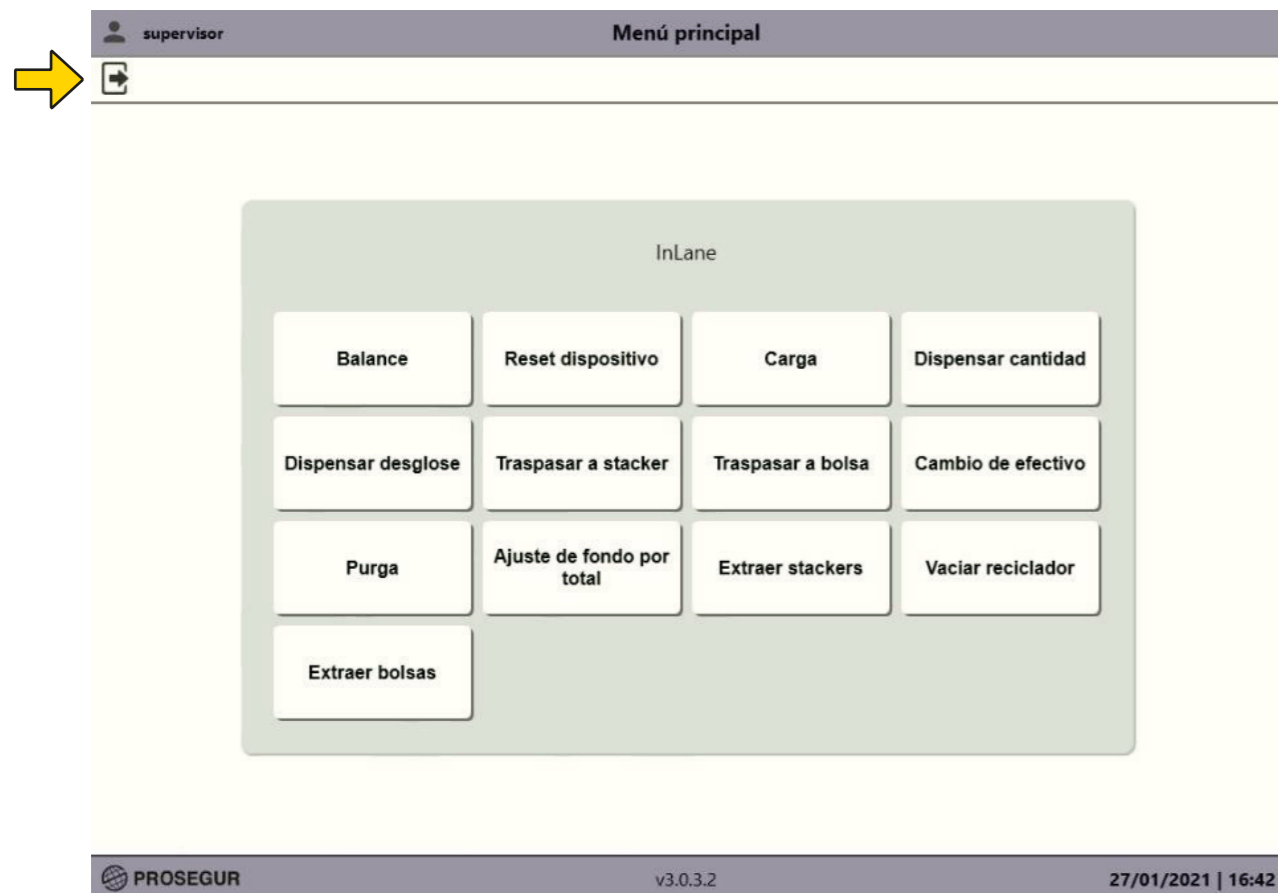 supervisor
Menú principal
InLane
Balance
Reset dispositivo
Carga
Dispensar cantidad
Dispensar desglose
Traspasar a stacker
Traspasar a bolsa
Cambio de efectivo
Purga
Ajuste de fondo por
total
Extraer stackers
Vaciar reciclador
Extraer bolsas
PROSEGUR
v3.0.3.2
27/01/2021 | 16:42